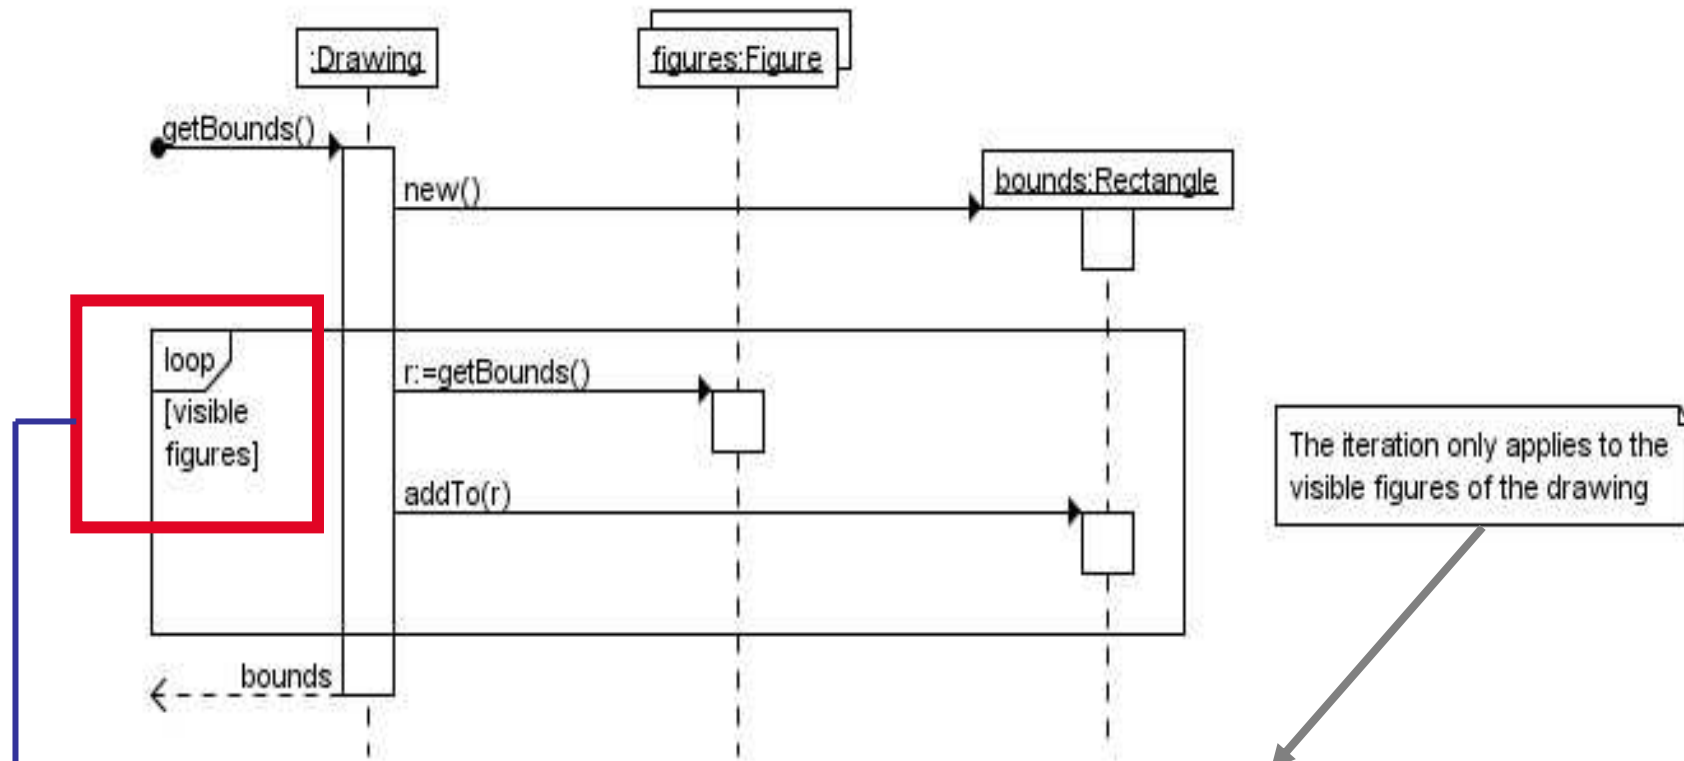 :Drawing
figures:Figure
getBounds()
new()
bounds:Rectangle
loop
[visible
figures]
r:=getBounds()
addTo(r)
The iteration only applies to the
visible figures of the drawing
bounds